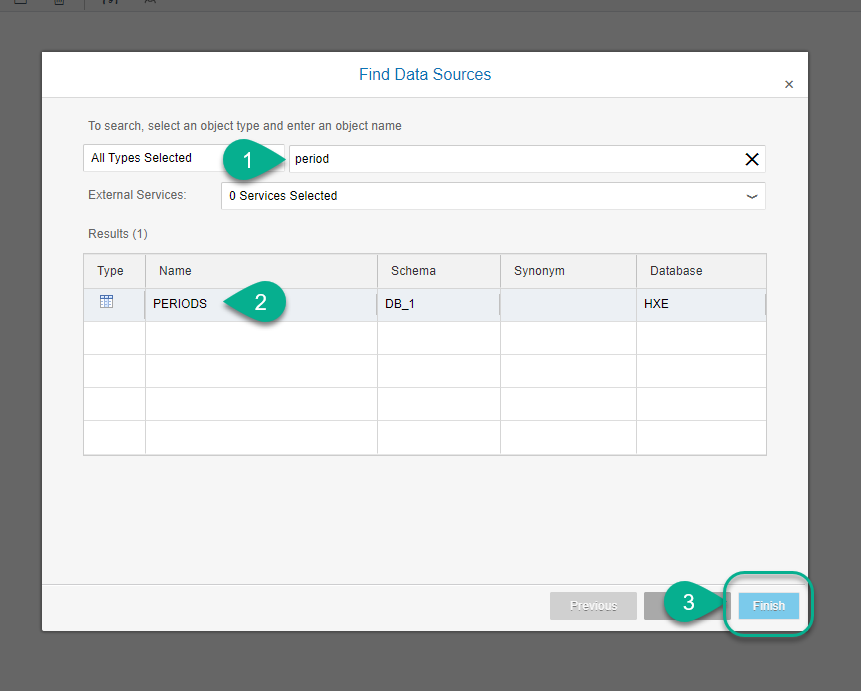 Find Data Sources
×
To search, select an object type and enter an object name
All Types Selected
1
period
External Services:
0 Services Selected
Results (1)
Type
Name
Schema
Synonym
Database
PERIODS
2
DB_1
HXE
Previous
3
Finish